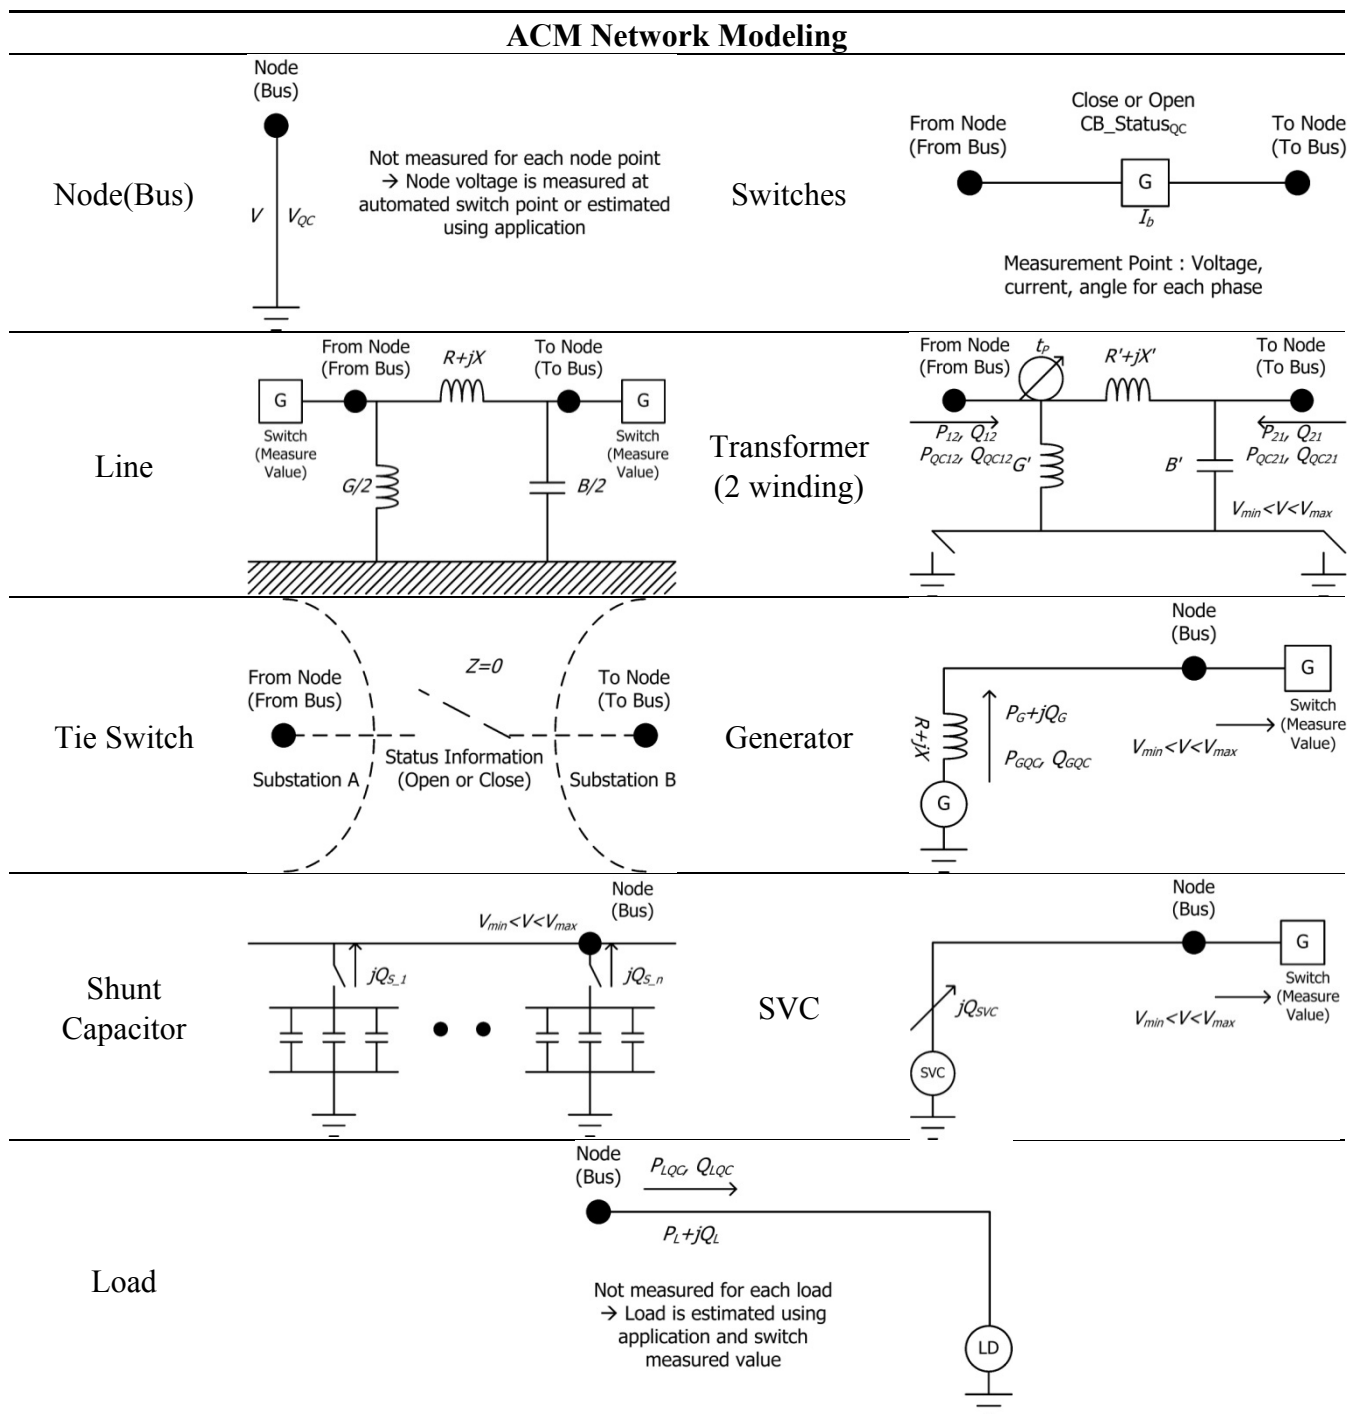 ACM Network Modeling
Node(Bus)
Node
(Bus)
V
V_QC
Not measured for each node point
→ Node voltage is measured at
automated switch point or estimated
using application
Switches
From Node
(From Bus)
Close or Open
CB_Status_QC
G
I_b
To Node
(To Bus)
Measurement Point : Voltage,
current, angle for each phase
Line
G
Switch
(Measure
Value)
From Node
(From Bus)
R+jX
To Node
(To Bus)
G
Switch
(Measure
Value)
G/2
B/2
Transformer
(2 winding)
From Node
(From Bus)
t_P
R'+jX'
To Node
(To Bus)
P_12, Q_12
P_QC12, Q_QC12
G'
B'
P_21, Q_21
P_QC21, Q_QC21
V_min<V<V_max
Tie Switch
From Node
(From Bus)
Z=0
To Node
(To Bus)
Substation A
Status Information
(Open or Close)
Substation B
Generator
Node
(Bus)
G
Switch
(Measure
Value)
R+jX
P_G+jQ_G
P_GQC, Q_GQC
V_min<V<V_max
G
Shunt
Capacitor
Node
(Bus)
V_min<V<V_max
jQ_S_1
jQ_S_n
SVC
Node
(Bus)
G
Switch
(Measure
Value)
jQ_SVC
V_min<V<V_max
SVC
Load
Node
(Bus)
P_LQC, Q_LQC
P_L+jQ_L
Not measured for each load
→ Load is estimated using
application and switch
measured value
LD